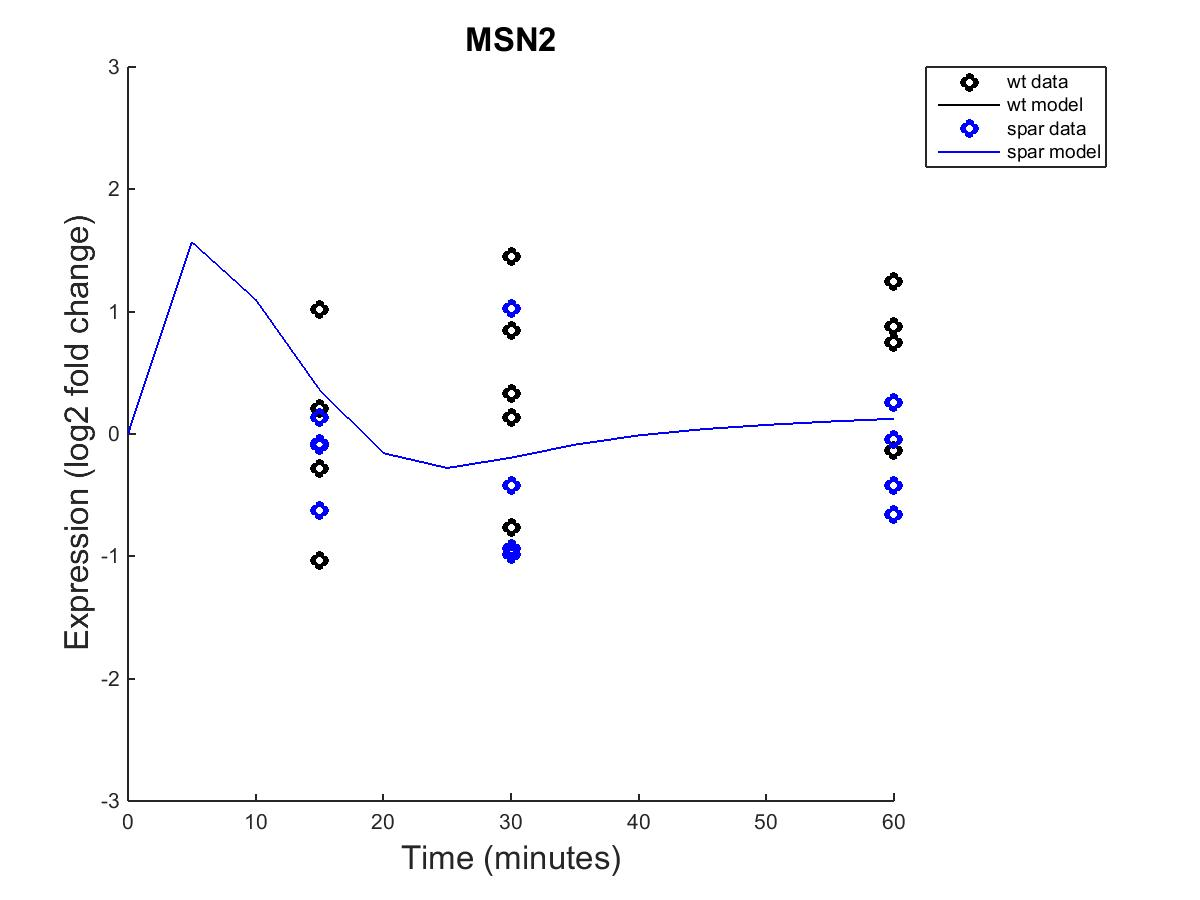 MSN2
wt data
wt model
spar data
spar model
Expression (log2 fold change)
3
2
1
0
-1
-2
-3
0 10 20 30 40 50 60
Time (minutes)